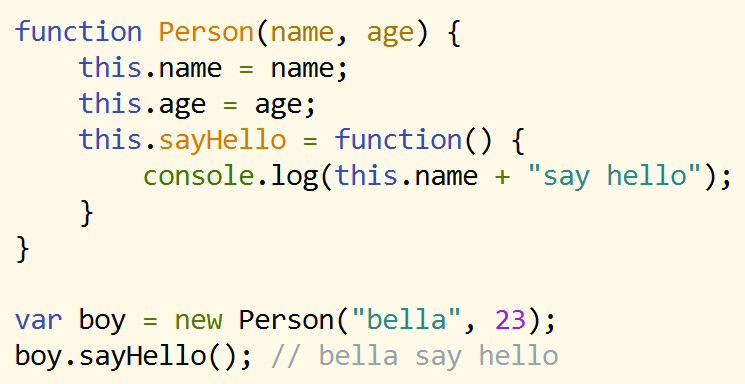 function Person(name, age) {
    this.name = name;
    this.age = age;
    this.sayHello = function() {
        console.log(this.name + "say hello");
    }
}

var boy = new Person("bella", 23);
boy.sayHello(); // bella say hello